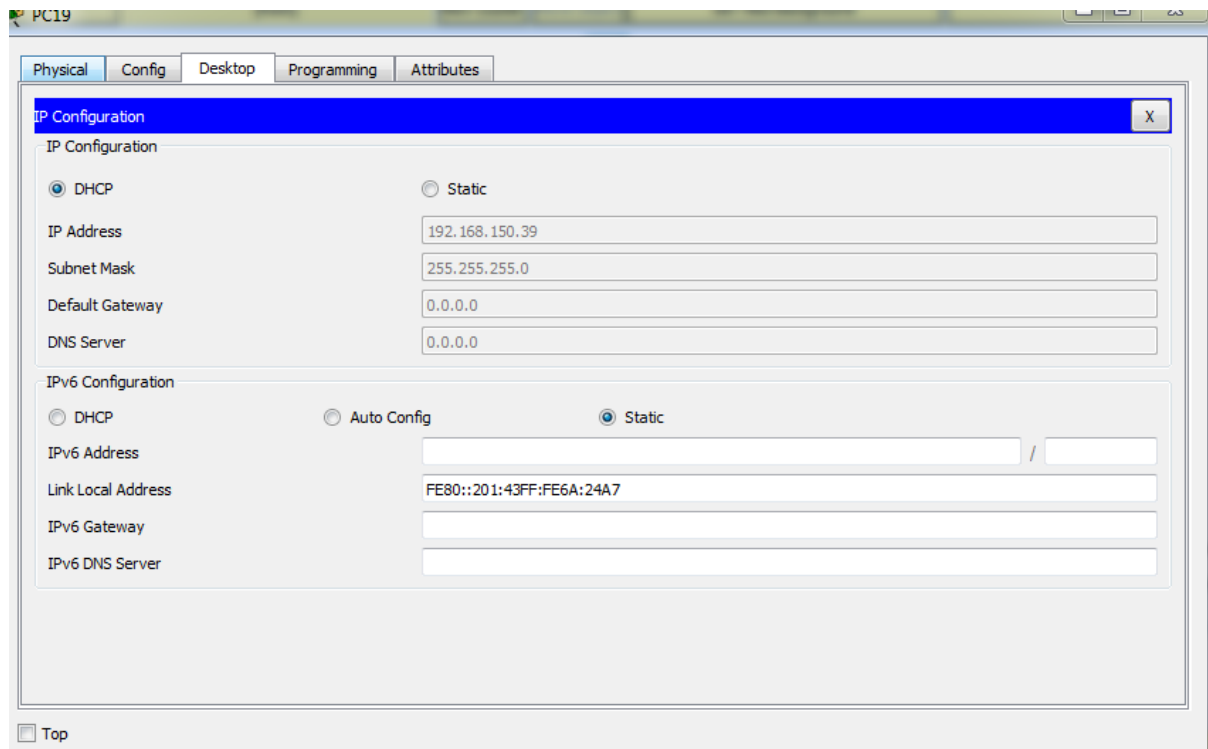 PC19
Physical Config Desktop Programming Attributes
IP Configuration X
IP Configuration
DHCP Static
IP Address 192.168.150.39
Subnet Mask 255.255.255.0
Default Gateway 0.0.0.0
DNS Server 0.0.0.0
IPv6 Configuration
DHCP Auto Config Static
IPv6 Address /
Link Local Address FE80::201:43FF:FE6A:24A7
IPv6 Gateway
IPv6 DNS Server
Top